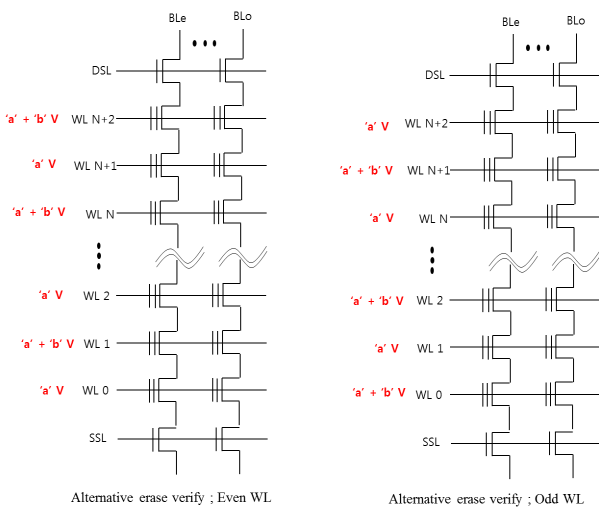 BLe BLo
DSL
‘a’ + ‘b’ V WL N+2
‘a’ V WL N+1
‘a’ + ‘b’ V WL N
‘a’ V WL 2
‘a’ + ‘b’ V WL 1
‘a’ V WL 0
SSL
Alternative erase verify ; Even WL
BLe BLo
DSL
‘a’ V WL N+2
‘a’ + ‘b’ V WL N+1
‘a’ V WL N
‘a’ + ‘b’ V WL 2
‘a’ V WL 1
‘a’ + ‘b’ V WL 0
SSL
Alternative erase verify ; Odd WL